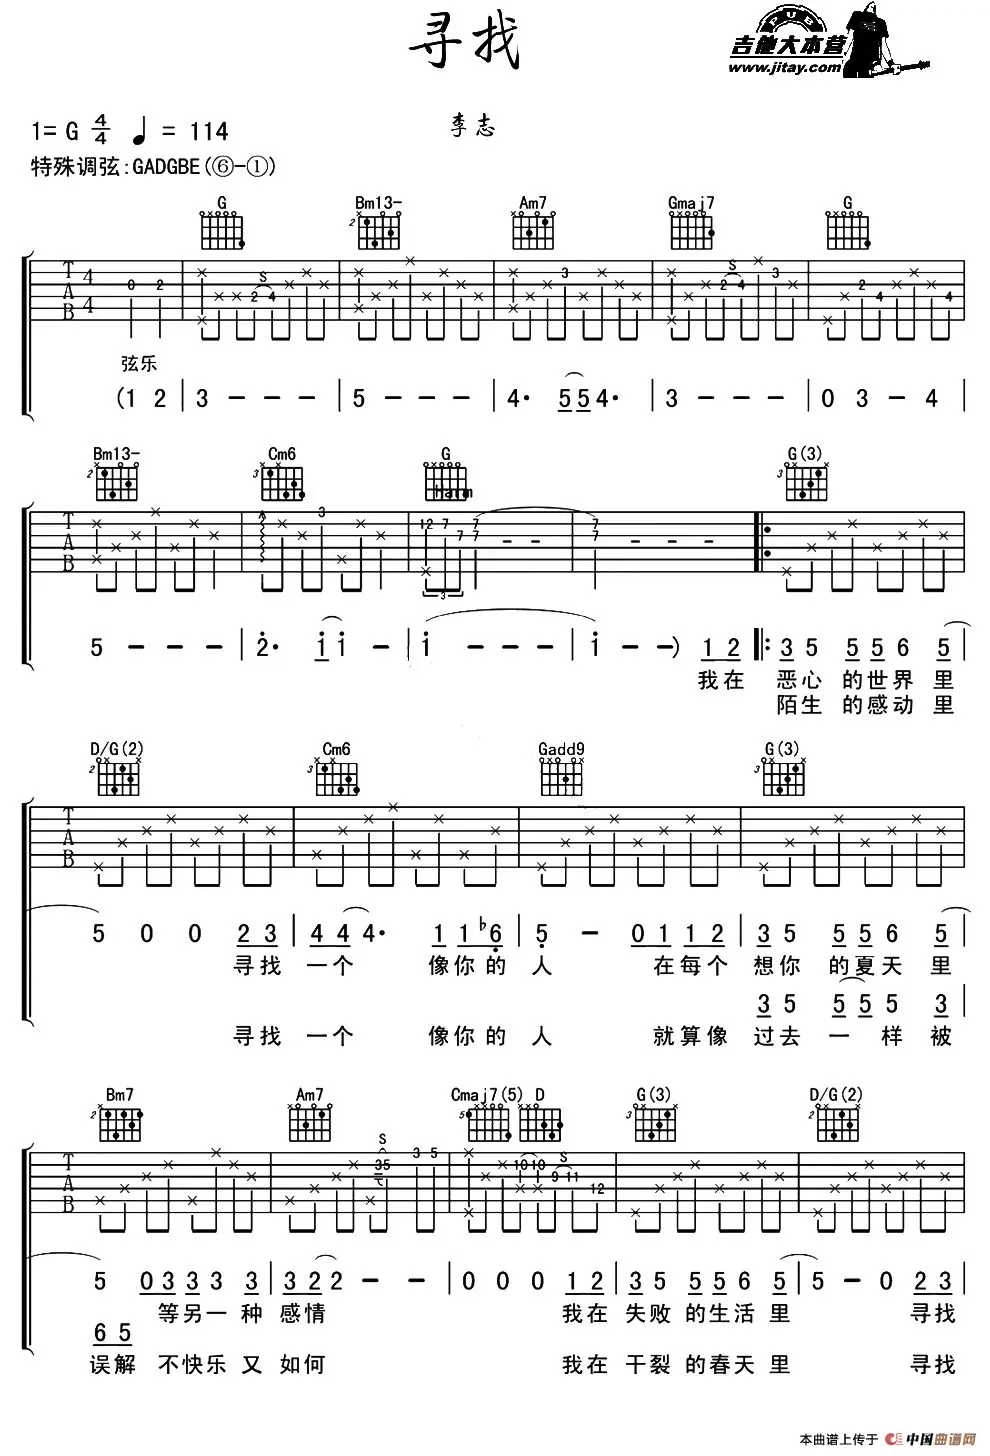 寻找
PUB
吉他大本营
www.jitay.com
李志
1=G 4/4 ♩=114
特殊调弦:GADGBE(⑥-①)
G Bm13- Am7 Gmaj7 G
弦乐
(1 2 | 3 - - - | 5 - - - | 4· 5 5 4· | 3 - - - | 0 3 - 4 |
Bm13- Cm6 G G(3)
Harm
5 - - - | 2· 1 1 - | 1 - - - | 1 - - -) 1 2 |: 3 5 5 5 6 5 |
我在 恶心 的世界 里
陌生 的感动 里
D/G(2) Cm6 Gadd9 G(3)
5 0 0 2 3 | 4 4 4· 1 1 ♭6 | 5 - 0 1 1 2 | 3 5 5 5 6 5 |
寻找 一个 像你的 人 在每个 想你 的夏天 里
3 5 5 5 5 3
寻找 一个 像你的 人 就算像 过去 一 样 被
Bm7 Am7 Cmaj7(5) D G(3) D/G(2)
5 0 3 3 3 3 | 3 2 2 - - | 0 0 0 1 2 | 3 5 5 5 6 5 | 5 - 0 2 3 |
等另一 种 感情 我在 失败 的生活 里 寻找
6 5
误解 不快乐 又 如何 我在 干裂 的春天 里 寻找
本曲谱上传于 中国曲谱网